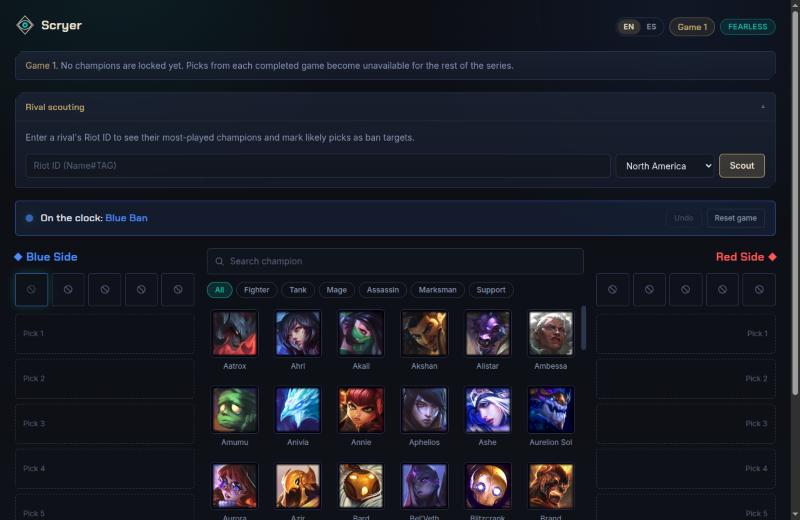 Scryer
EN ES Game 1 FEARLESS
Game 1. No champions are locked yet. Picks from each completed game become unavailable for the rest of the series.
Rival scouting
Enter a rival's Riot ID to see their most-played champions and mark likely picks as ban targets.
Riot ID (Name#TAG) North America Scout
On the clock: Blue Ban Undo Reset game
Blue Side
Search champion
Red Side
All Fighter Tank Mage Assassin Marksman Support
Pick 1
Pick 2
Pick 3
Pick 4
Pick 5
Aatrox Ahri Akali Akshan Alistar Ambessa
Amumu Anivia Annie Aphelios Ashe Aurelion Sol
Aurora Azir Bard Bel'Veth Blitzcrank Brand
Pick 1
Pick 2
Pick 3
Pick 4
Pick 5